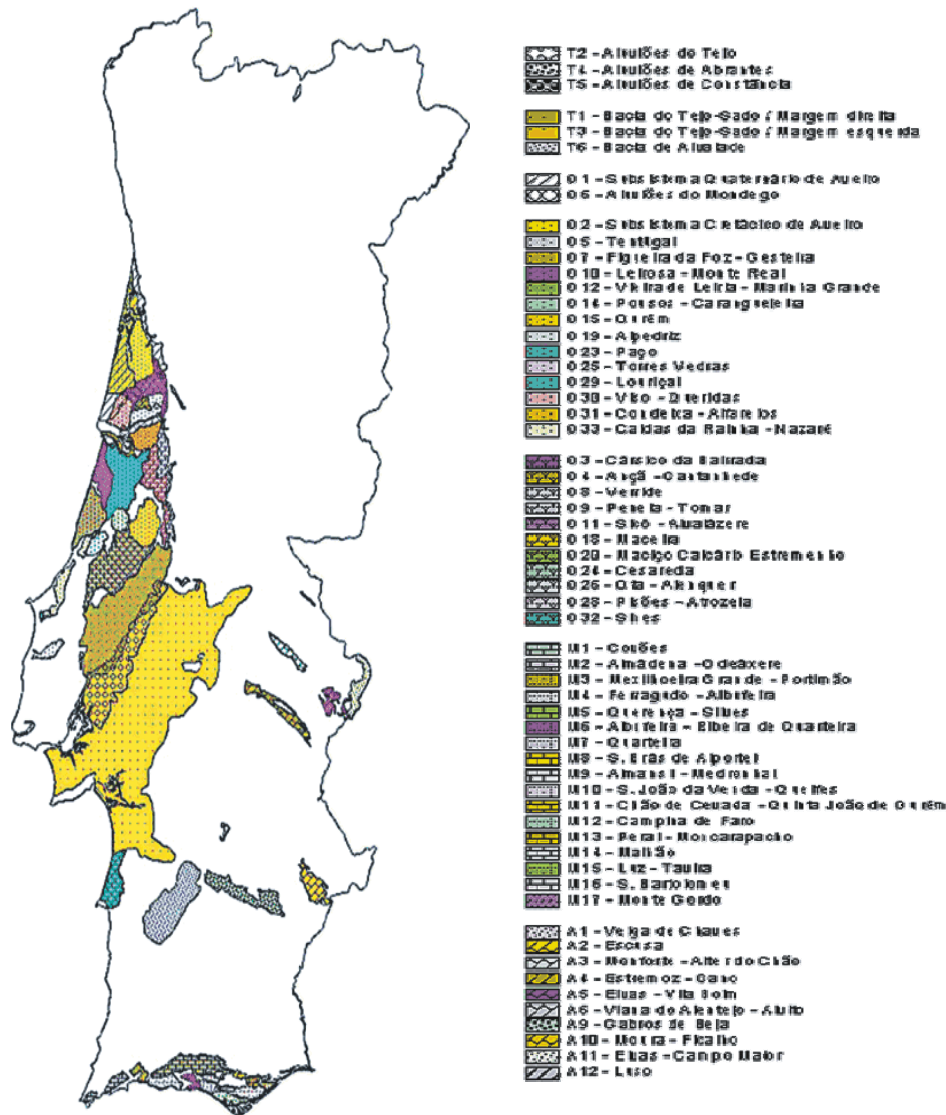 T2 - Aluviões do Tejo
T4 - Aluviões de Abrantes
T5 - Aluviões de Constância
T1 - Bacia do Tejo-Sado / Margem direita
T3 - Bacia do Tejo-Sado / Margem esquerda
T6 - Bacia de Alvalade
O1 - Subsistema Quaternário de Aveiro
O6 - Aluviões do Mondego
O2 - Subsistema Cretácico de Aveiro
O5 - Tentúgal
O7 - Figueira da Foz - Gesteira
O10 - Leirosa - Monte Real
O12 - Vieira de Leiria - Marinha Grande
O14 - Pousos - Caranguejeira
O15 - Ourém
O19 - Alpedriz
O23 - Paço
O25 - Torres Vedras
O29 - Louriçal
O30 - Viso - Queridas
O31 - Condeixa - Alfarelos
O33 - Caldas da Rainha - Nazaré
O3 - Cársico da Bairrada
O4 - Ançã - Cantanhede
O8 - Verride
O9 - Penela - Tomar
O11 - Sicó - Alvaiázere
O18 - Maceira
O20 - Maciço Calcário Estremenho
O24 - Cesareda
O26 - Ota - Alenquer
O28 - Pisões - Atrozela
O32 - Sines
M1 - Covões
M2 - Almádena - Odeáxere
M3 - Mexilhoeira Grande - Portimão
M4 - Ferragudo - Albufeira
M5 - Querença - Silves
M6 - Albufeira - Ribeira de Quarteira
M7 - Quarteira
M8 - S. Brás de Alportel
M9 - Almansil - Medronhal
M10 - S. João da Venda - Quelfes
M11 - Chão de Cevada - Quinta João de Ourém
M12 - Campina de Faro
M13 - Peral - Moncarapacho
M14 - Malhão
M15 - Luz - Tavira
M16 - S. Bartolomeu
M17 - Monte Gordo
A1 - Veiga de Chaves
A2 - Escusa
A3 - Monforte - Alter do Chão
A4 - Estremoz - Cano
A5 - Elvas - Vila Boim
A6 - Viana do Alentejo - Alvito
A9 - Gabros de Beja
A10 - Moura - Ficalho
A11 - Elvas - Campo Maior
A12 - Luso